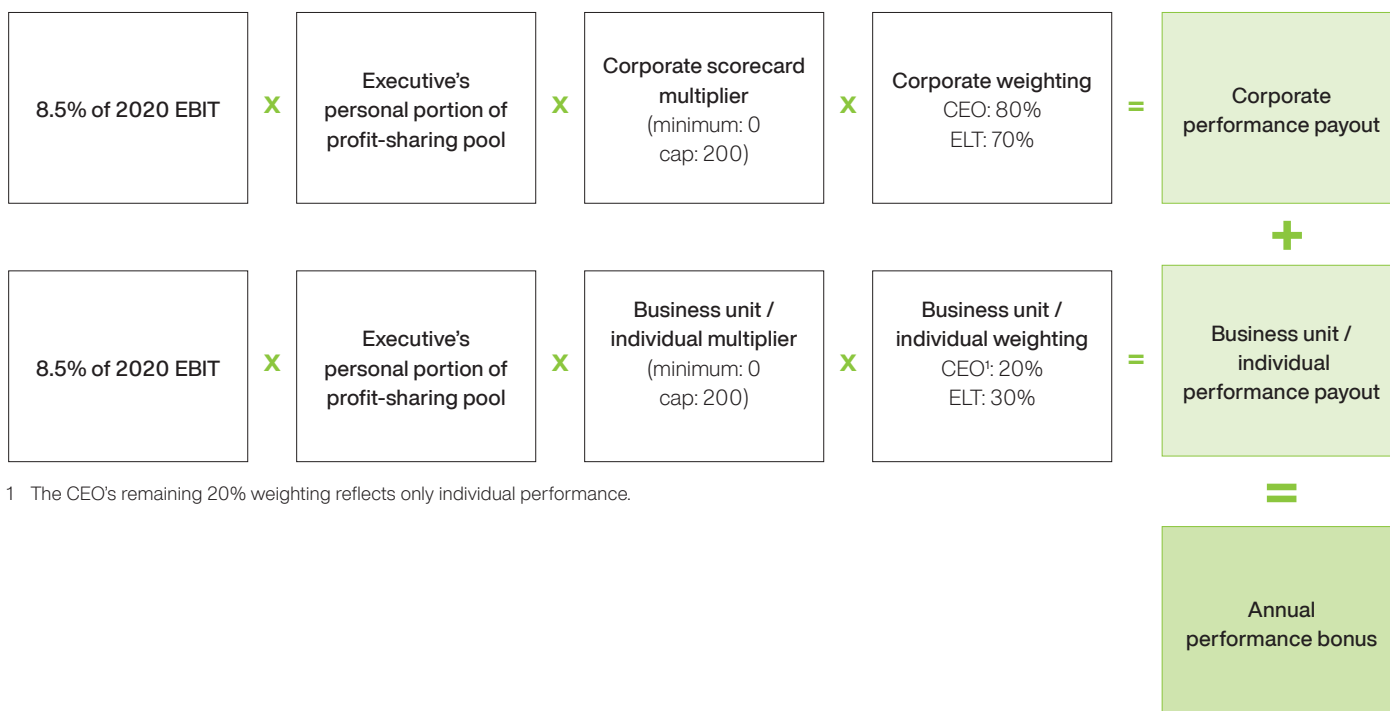 8.5% of 2020 EBIT
x
Executive’s
personal portion of
profit-sharing pool
x
Corporate scorecard
multiplier
(minimum: 0
cap: 200)
x
Corporate weighting
CEO: 80%
ELT: 70%
=
Corporate
performance payout
+
8.5% of 2020 EBIT
x
Executive’s
personal portion of
profit-sharing pool
x
Business unit /
individual multiplier
(minimum: 0
cap: 200)
x
Business unit /
individual weighting
CEO¹: 20%
ELT: 30%
=
Business unit /
individual
performance payout
1 The CEO’s remaining 20% weighting reflects only individual performance.
=
Annual
performance bonus